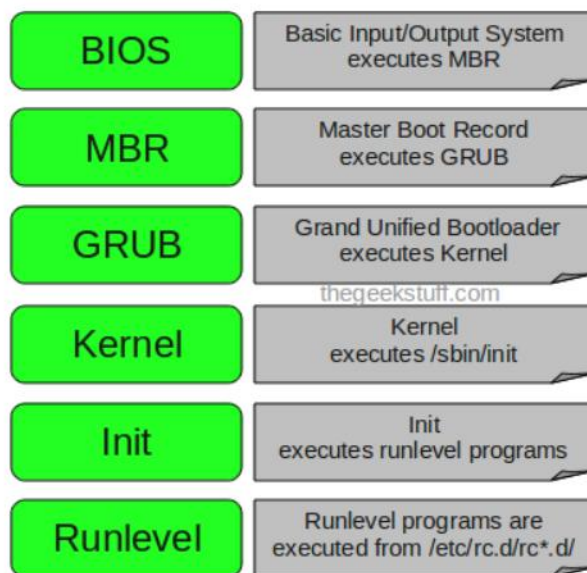 BIOS
Basic Input/Output System
executes MBR
MBR
Master Boot Record
executes GRUB
GRUB
Grand Unified Bootloader
executes Kernel
thegeekstuff.com
Kernel
Kernel
executes /sbin/init
Init
Init
executes runlevel programs
Runlevel
Runlevel programs are
executed from /etc/rc.d/rc*.d/